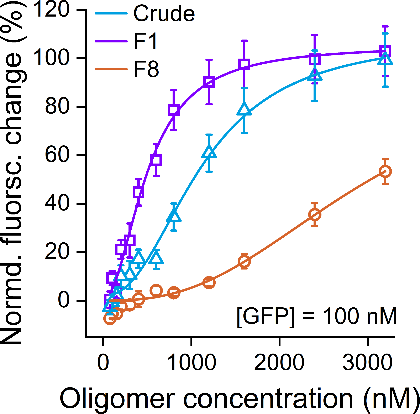 Normd. fluorsc. change (%)
120
100
80
60
40
20
0
Crude
F1
F8
[GFP] = 100 nM
0
1000
2000
3000
Oligomer concentration (nM)